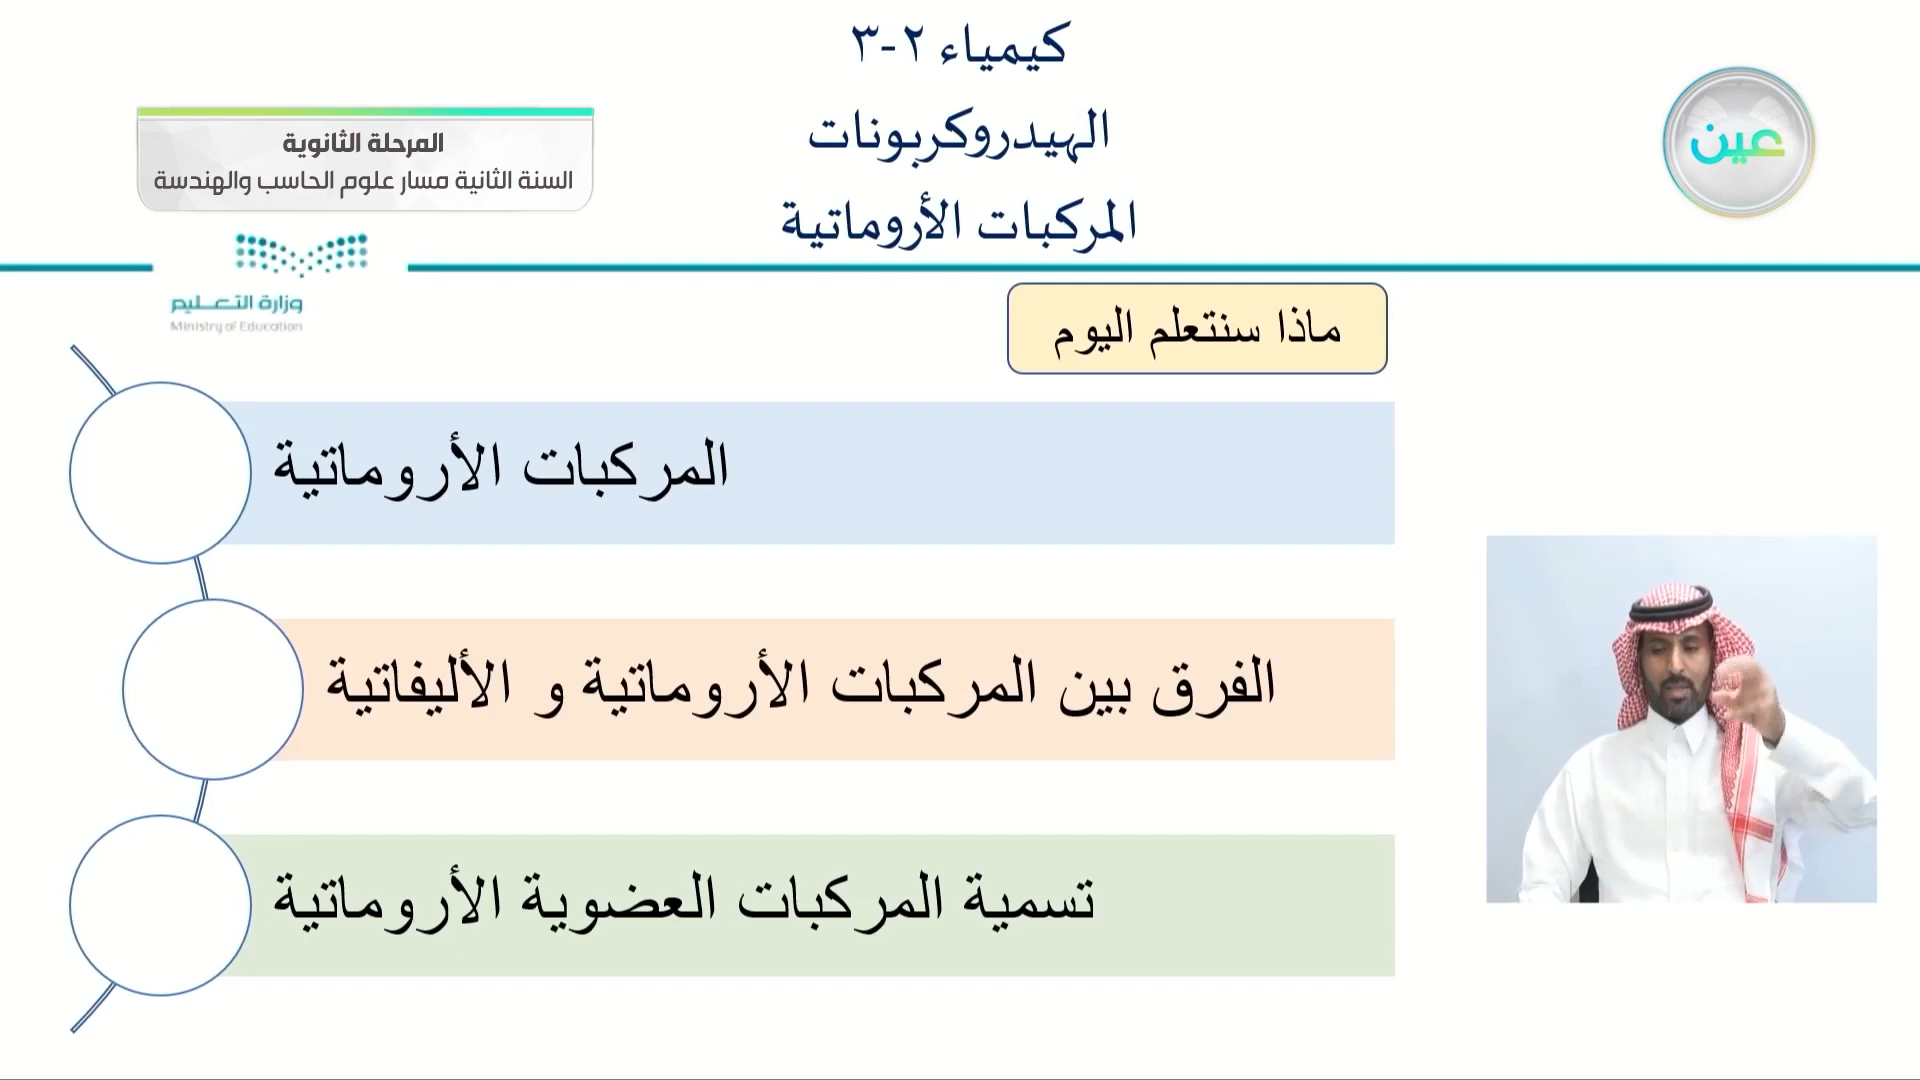 كيمياء ٢-٣
الهيدروكربونات
المركبات الأروماتية
المرحلة الثانوية
السنة الثانية مسار علوم الحاسب والهندسة
عين
وزارة التعـــليم
Ministry of Education
ماذا سنتعلم اليوم
المركبات الأروماتية
الفرق بين المركبات الأروماتية و الأليفاتية
تسمية المركبات العضوية الأروماتية